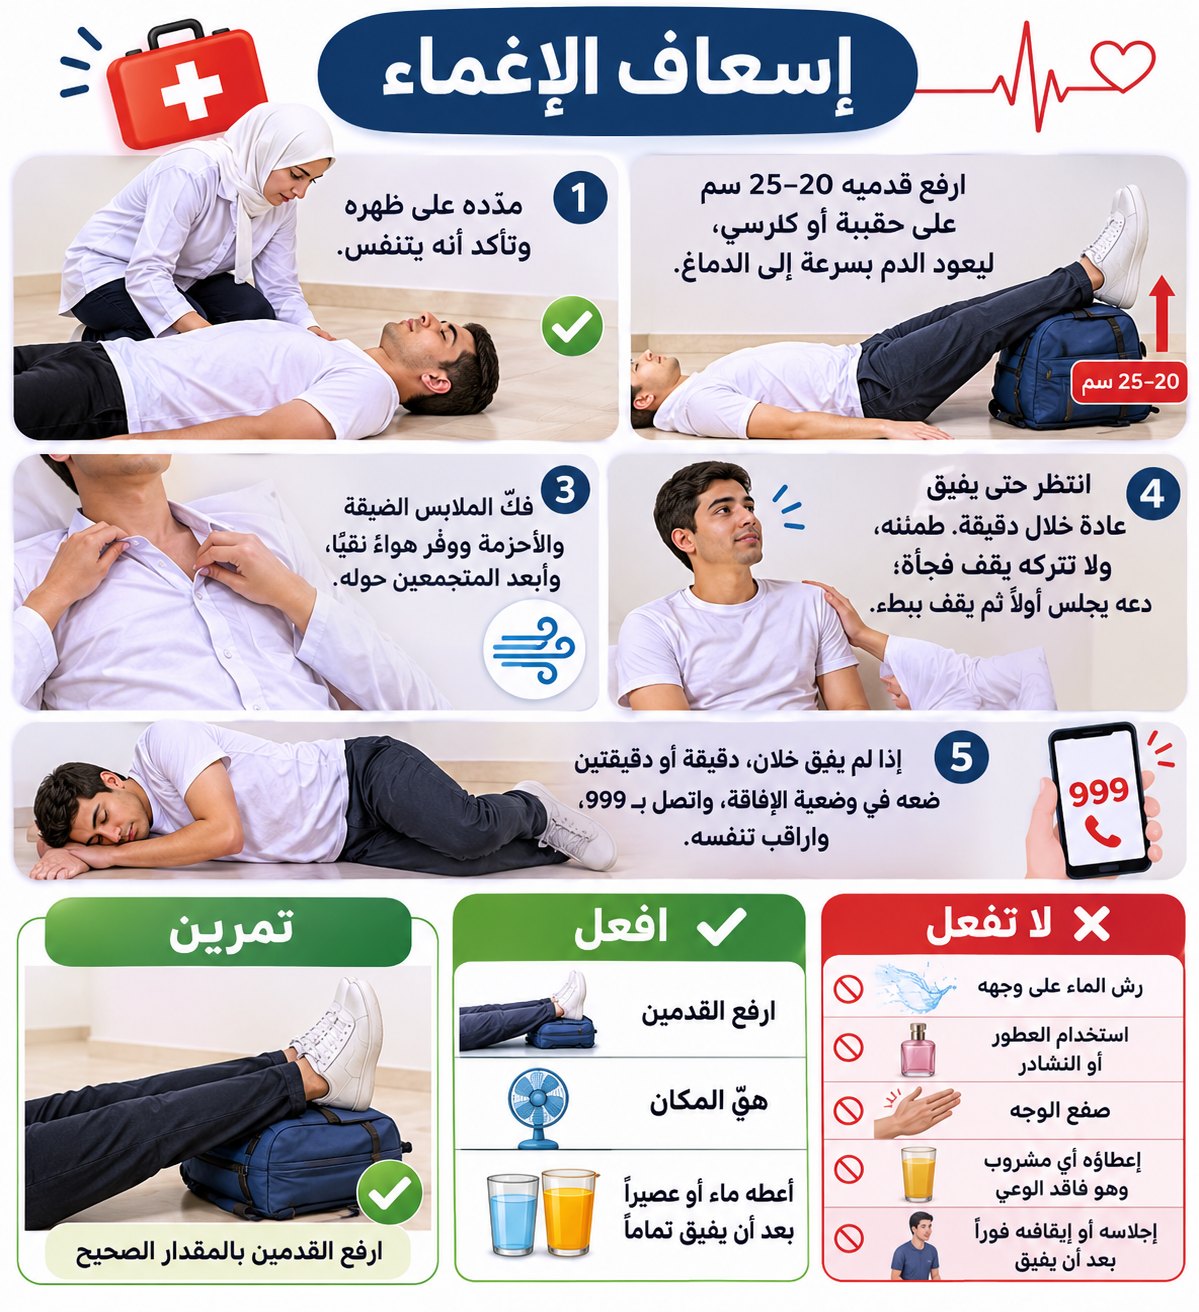 إسعاف الإغماء
1
مدّده على ظهره
وتأكد أنه يتنفس.
ارفع قدميه 20–25 سم
على حقببة أو كلرسي،
ليعود الدم بسرعة إلى الدماغ.
20–25 سم
3
فكّ الملابس الضيقة
والأحزمة ووفر هواءً نقيًا،
وأبعد المتجمعين حوله.
4
انتظر حتى يفيق
عادة خلال دقيقة. طمئنه،
ولا تتركه يقف فجأة؛
دعه يجلس أولاً ثم يقف ببطء.
5
إذا لم يفيق خلان، دقيقة أو دقيقتين
ضعه في وضعية الإفاقة، واتصل بـ 999،
واراقب تنفسه.
999
لا تفعل
رش الماء على وجهه
استخدام العطور
أو النشادر
صفع الوجه
إعطاؤه أي مشروب
وهو فاقد الوعي
إجلاسه أو إيقافه فوراً
بعد أن يفيق
افعل
ارفع القدمين
هوّ المكان
أعطه ماء أو عصيراً
بعد أن يفيق تماماً
تمرين
ارفع القدمين بالمقدار الصحيح